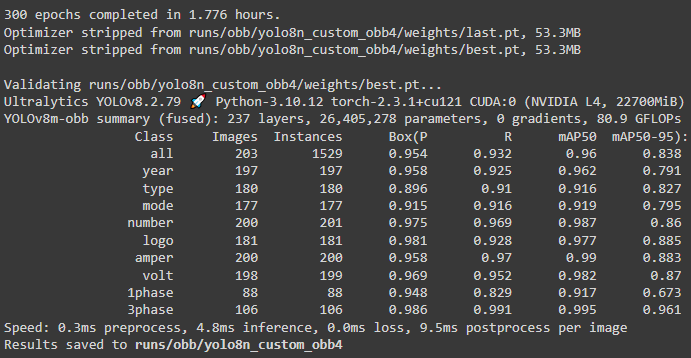 300 epochs completed in 1.776 hours.
Optimizer stripped from runs/obb/yolo8n_custom_obb4/weights/last.pt, 53.3MB
Optimizer stripped from runs/obb/yolo8n_custom_obb4/weights/best.pt, 53.3MB
Validating runs/obb/yolo8n_custom_obb4/weights/best.pt...
Ultralytics YOLOv8.2.79 🚀 Python-3.10.12 torch-2.3.1+cu121 CUDA:0 (NVIDIA L4, 22700MiB)
YOLOv8m-obb summary (fused): 237 layers, 26,405,278 parameters, 0 gradients, 80.9 GFLOPs
Class Images Instances Box(P R mAP50 mAP50-95):
all 203 1529 0.954 0.932 0.96 0.838
year 197 197 0.958 0.925 0.962 0.791
type 180 180 0.896 0.91 0.916 0.827
mode 177 177 0.915 0.916 0.919 0.795
number 200 201 0.975 0.969 0.987 0.86
logo 181 181 0.981 0.928 0.977 0.885
amper 200 200 0.958 0.97 0.99 0.883
volt 198 199 0.969 0.952 0.982 0.87
1phase 88 88 0.948 0.829 0.917 0.673
3phase 106 106 0.986 0.991 0.995 0.961
Speed: 0.3ms preprocess, 4.8ms inference, 0.0ms loss, 9.5ms postprocess per image
Results saved to runs/obb/yolo8n_custom_obb4